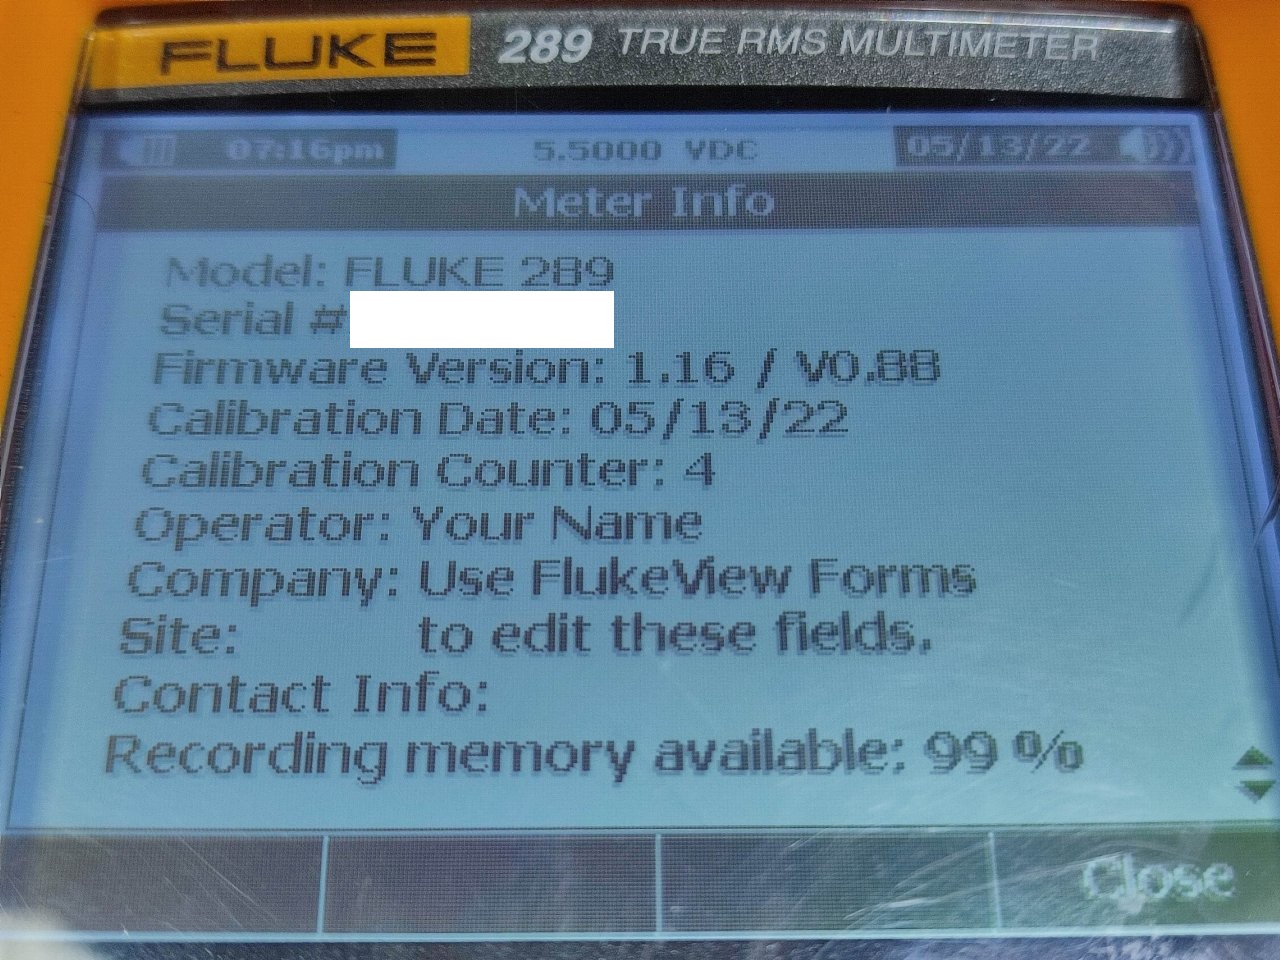 FLUKE 289 TRUE RMS MULTIMETER
07:16pm 5.5000 VDC 05/13/22
Meter Info
Model: FLUKE 289
Serial #
Firmware Version: 1.16 / V0.88
Calibration Date: 05/13/22
Calibration Counter: 4
Operator: Your Name
Company: Use FlukeView Forms
Site: to edit these fields.
Contact Info:
Recording memory available: 99 %
Close